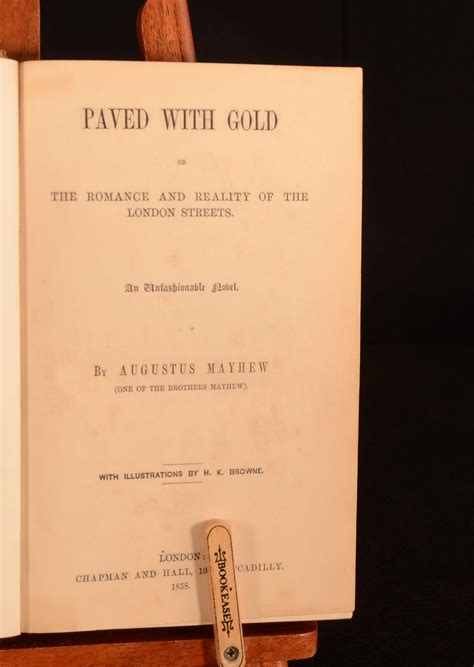 PAVED WITH GOLD
OR
THE ROMANCE AND REALITY OF THE
LONDON STREETS.
An Unfashionable Novel.
BY AUGUSTUS MAYHEW
(ONE OF THE BROTHERS MAYHEW).
WITH ILLUSTRATIONS BY H. K. BROWNE.
LONDON:
CHAPMAN AND HALL,
1858.
BOOKEASE